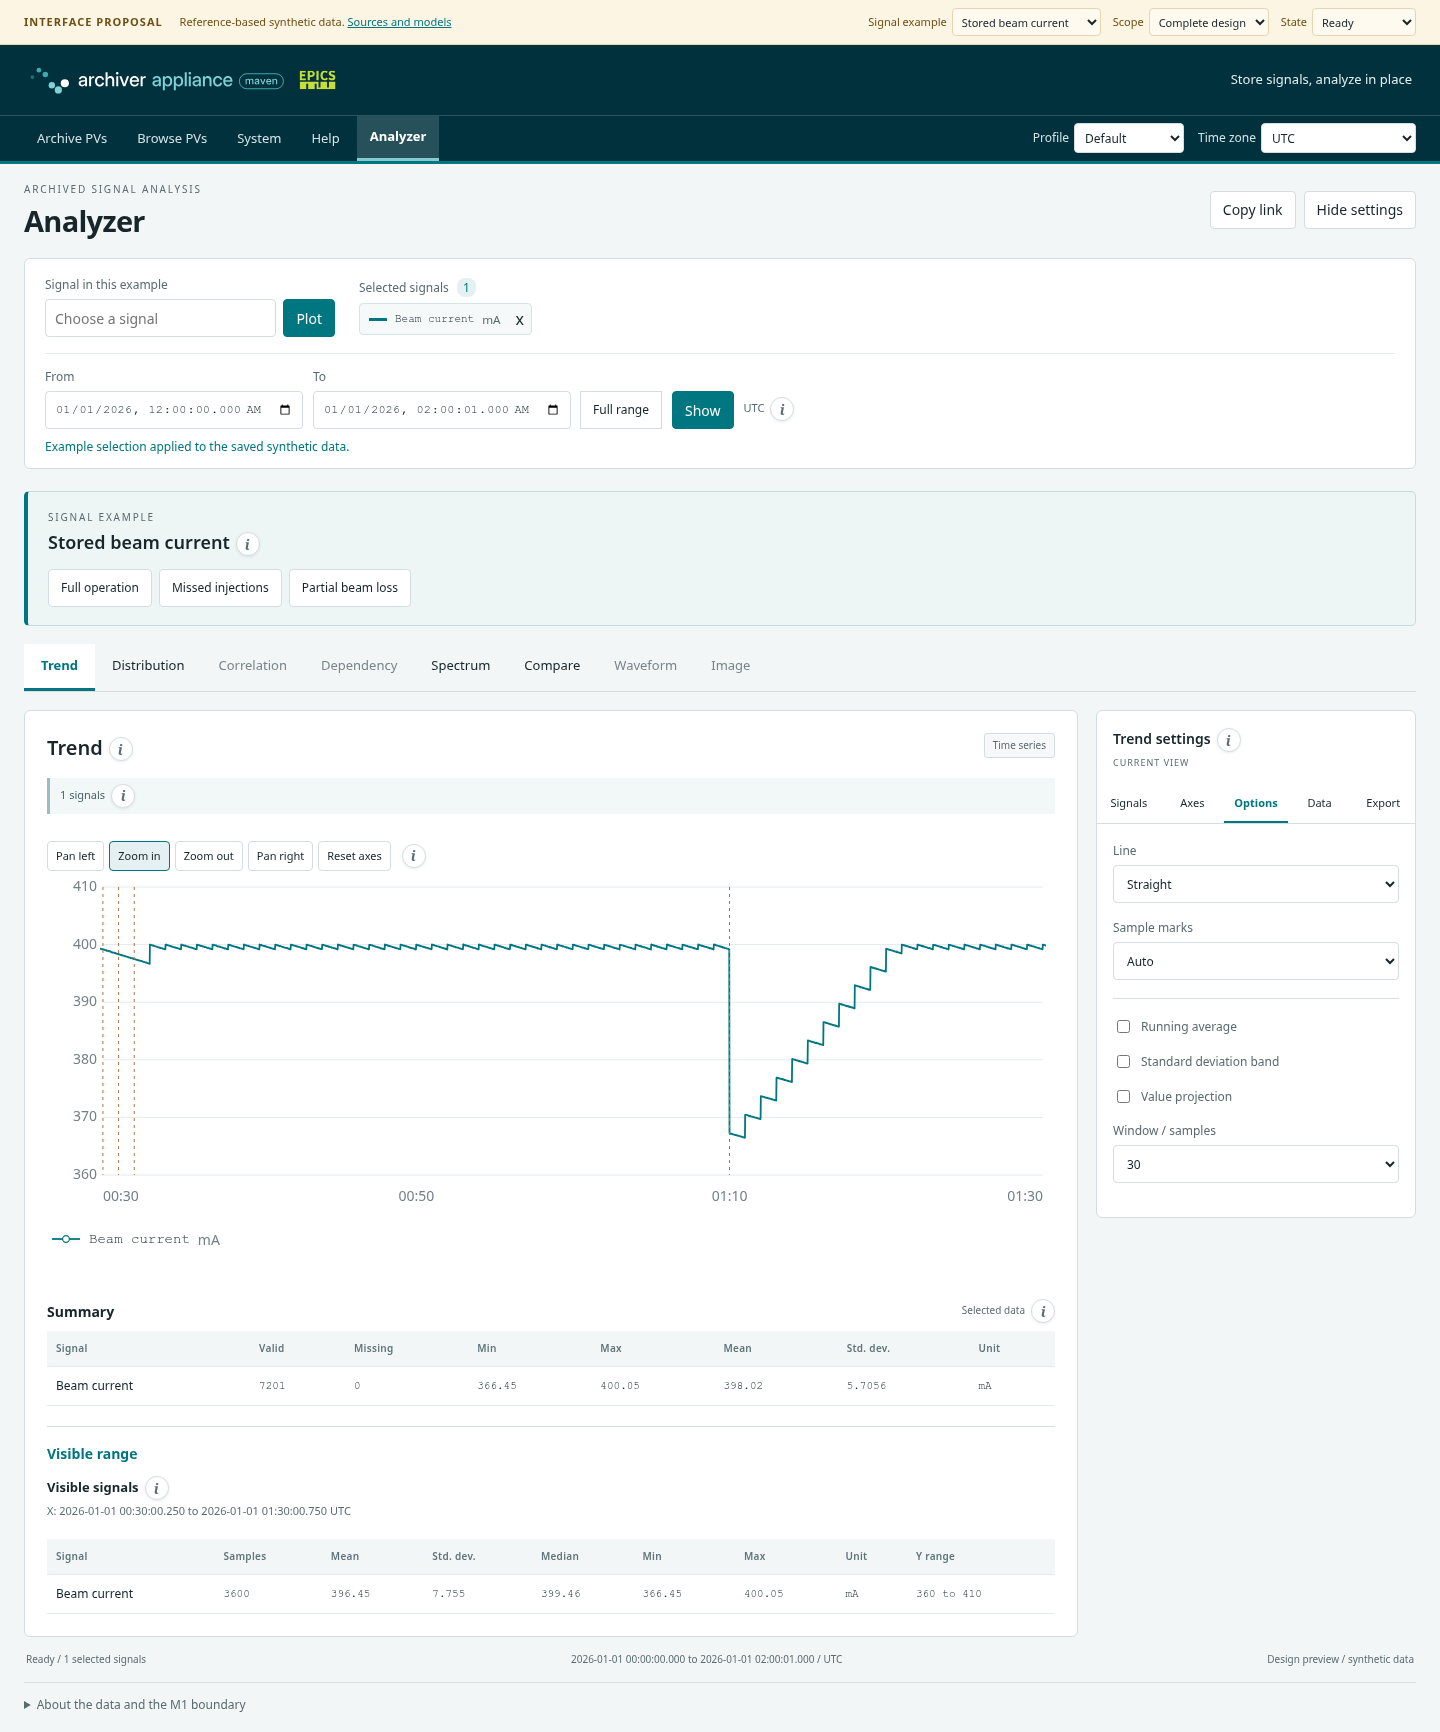 INTERFACE PROPOSAL Reference-based synthetic data. Sources and models Signal example Stored beam current Scope Complete design State Ready
archiver appliance maven EPICS Store signals, analyze in place
Archive PVs Browse PVs System Help Analyzer Profile Default Time zone UTC
ARCHIVED SIGNAL ANALYSIS
Analyzer Copy link Hide settings
Signal in this example Selected signals 1
Choose a signal Plot Beam current mA X
From To
01/01/2026, 12:00:00.000 AM 01/01/2026, 02:00:01.000 AM Full range Show UTC i
Example selection applied to the saved synthetic data.
SIGNAL EXAMPLE
Stored beam current i
Full operation Missed injections Partial beam loss
Trend Distribution Correlation Dependency Spectrum Compare Waveform Image
Trend i Time series
1 signals i
Pan left Zoom in Zoom out Pan right Reset axes i
410
400
390
380
370
360
00:30 00:50 01:10 01:30
Beam current mA
Trend settings i
CURRENT VIEW
Signals Axes Options Data Export
Line
Straight
Sample marks
Auto
Running average
Standard deviation band
Value projection
Window / samples
30
Summary Selected data i
Signal Valid Missing Min Max Mean Std. dev. Unit
Beam current 7201 0 366.45 400.05 398.02 5.7056 mA
Visible range
Visible signals i
X: 2026-01-01 00:30:00.250 to 2026-01-01 01:30:00.750 UTC
Signal Samples Mean Std. dev. Median Min Max Unit Y range
Beam current 3600 396.45 7.755 399.46 366.45 400.05 mA 360 to 410
Ready / 1 selected signals 2026-01-01 00:00:00.000 to 2026-01-01 02:00:01.000 / UTC Design preview / synthetic data
About the data and the M1 boundary